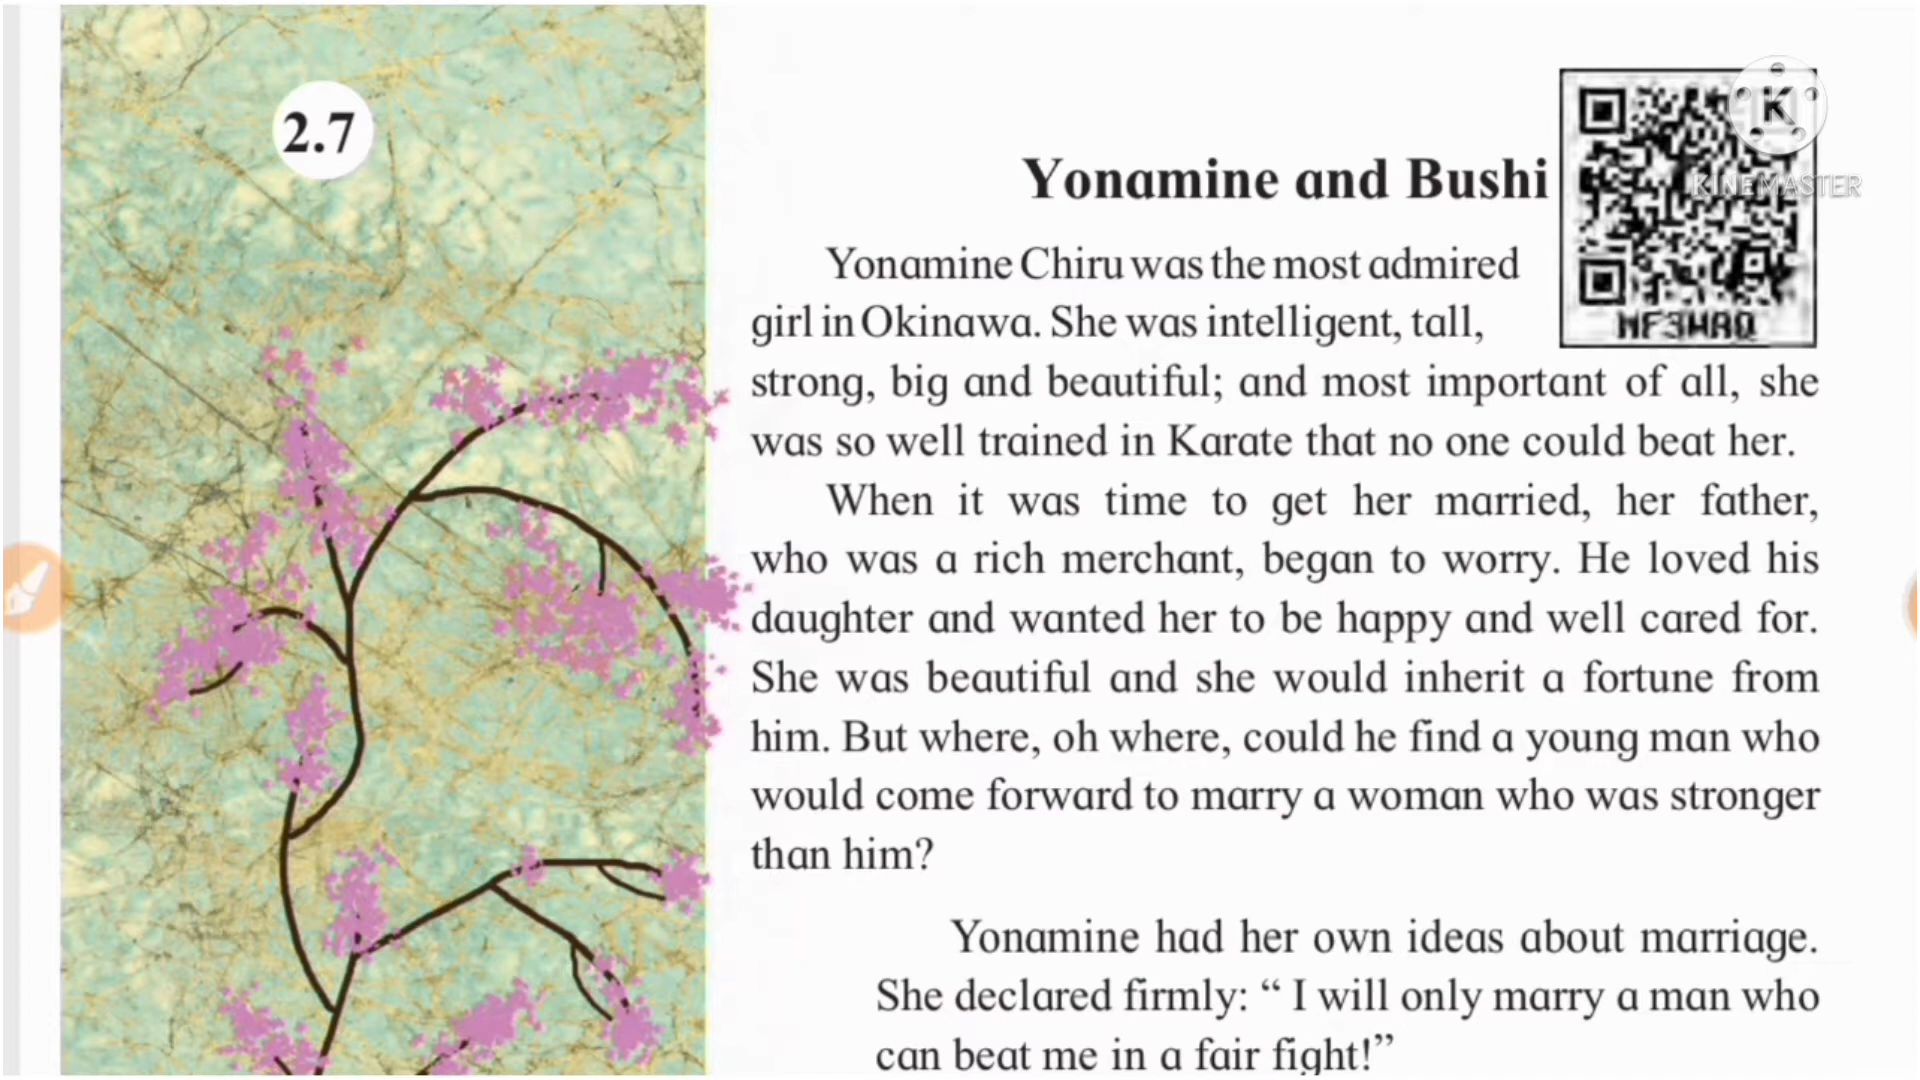 2.7
Yonamine and Bushi
K
KINEMASTER
Yonamine Chiru was the most admired
girl in Okinawa. She was intelligent, tall,
strong, big and beautiful; and most important of all, she
was so well trained in Karate that no one could beat her.
When it was time to get her married, her father,
who was a rich merchant, began to worry. He loved his
daughter and wanted her to be happy and well cared for.
She was beautiful and she would inherit a fortune from
him. But where, oh where, could he find a young man who
would come forward to marry a woman who was stronger
than him?
Yonamine had her own ideas about marriage.
She declared firmly: “ I will only marry a man who
can beat me in a fair fight!”